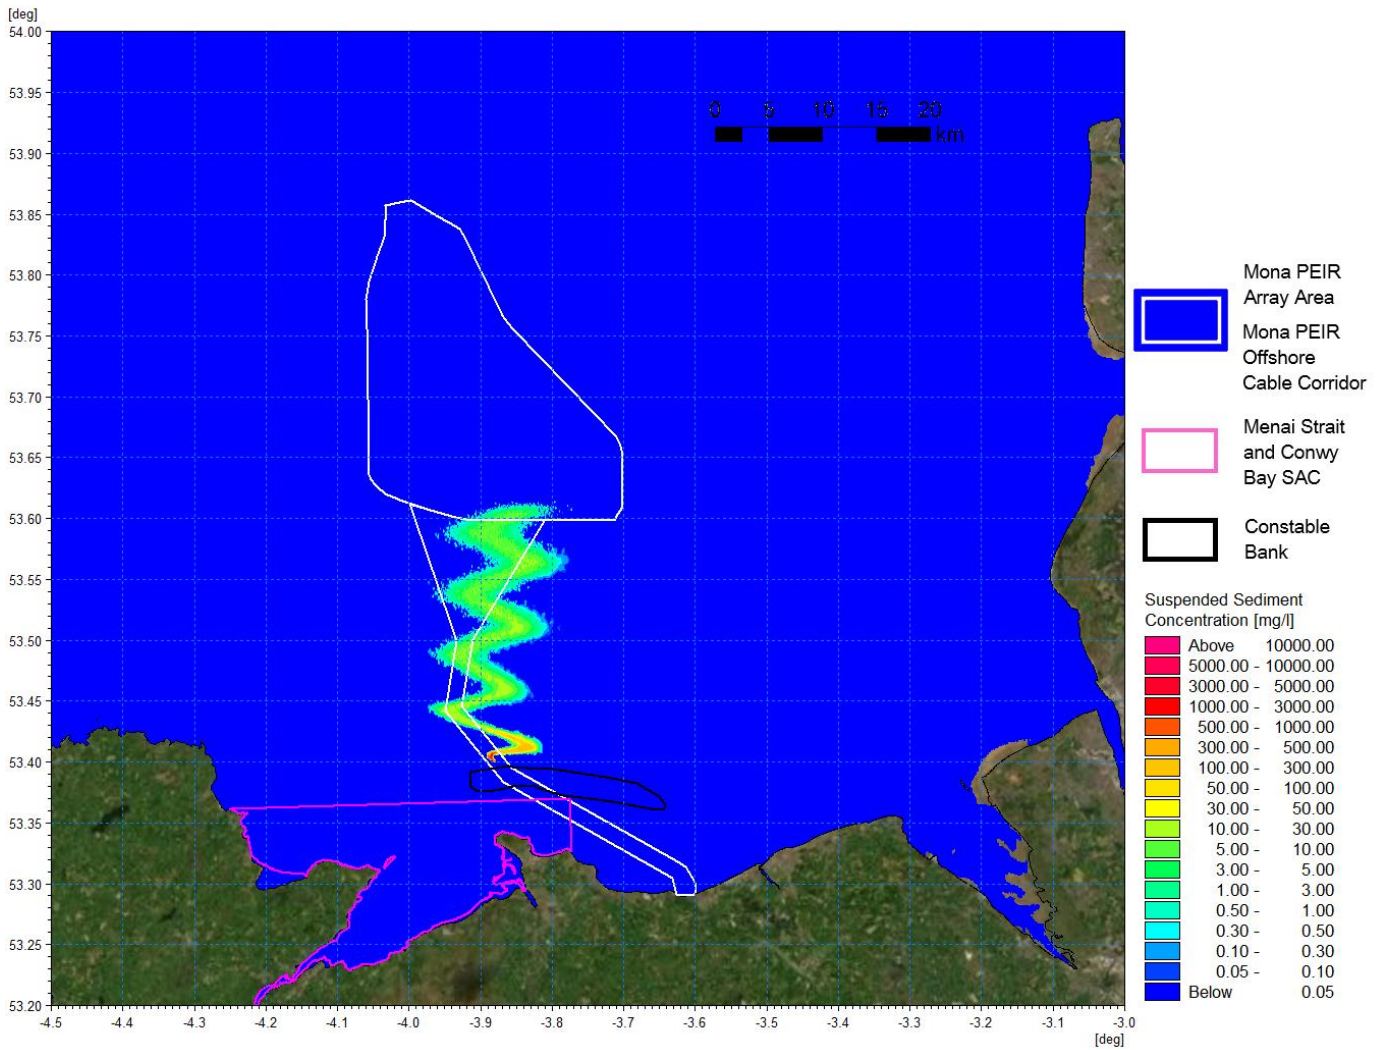 [deg]
54.00
53.95
53.90
53.85
53.80
53.75
53.70
53.65
53.60
53.55
53.50
53.45
53.40
53.35
53.30
53.25
53.20
-4.5 -4.4 -4.3 -4.2 -4.1 -4.0 -3.9 -3.8 -3.7 -3.6 -3.5 -3.4 -3.3 -3.2 -3.1 -3.0
[deg]
0 5 10 15 20
km
Mona PEIR
Array Area
Mona PEIR
Offshore
Cable Corridor
Menai Strait
and Conwy
Bay SAC
Constable
Bank
Suspended Sediment
Concentration [mg/l]
Above 10000.00
5000.00 - 10000.00
3000.00 - 5000.00
1000.00 - 3000.00
500.00 - 1000.00
300.00 - 500.00
100.00 - 300.00
50.00 - 100.00
30.00 - 50.00
10.00 - 30.00
5.00 - 10.00
3.00 - 5.00
1.00 - 3.00
0.50 - 1.00
0.30 - 0.50
0.10 - 0.30
0.05 - 0.10
Below 0.05